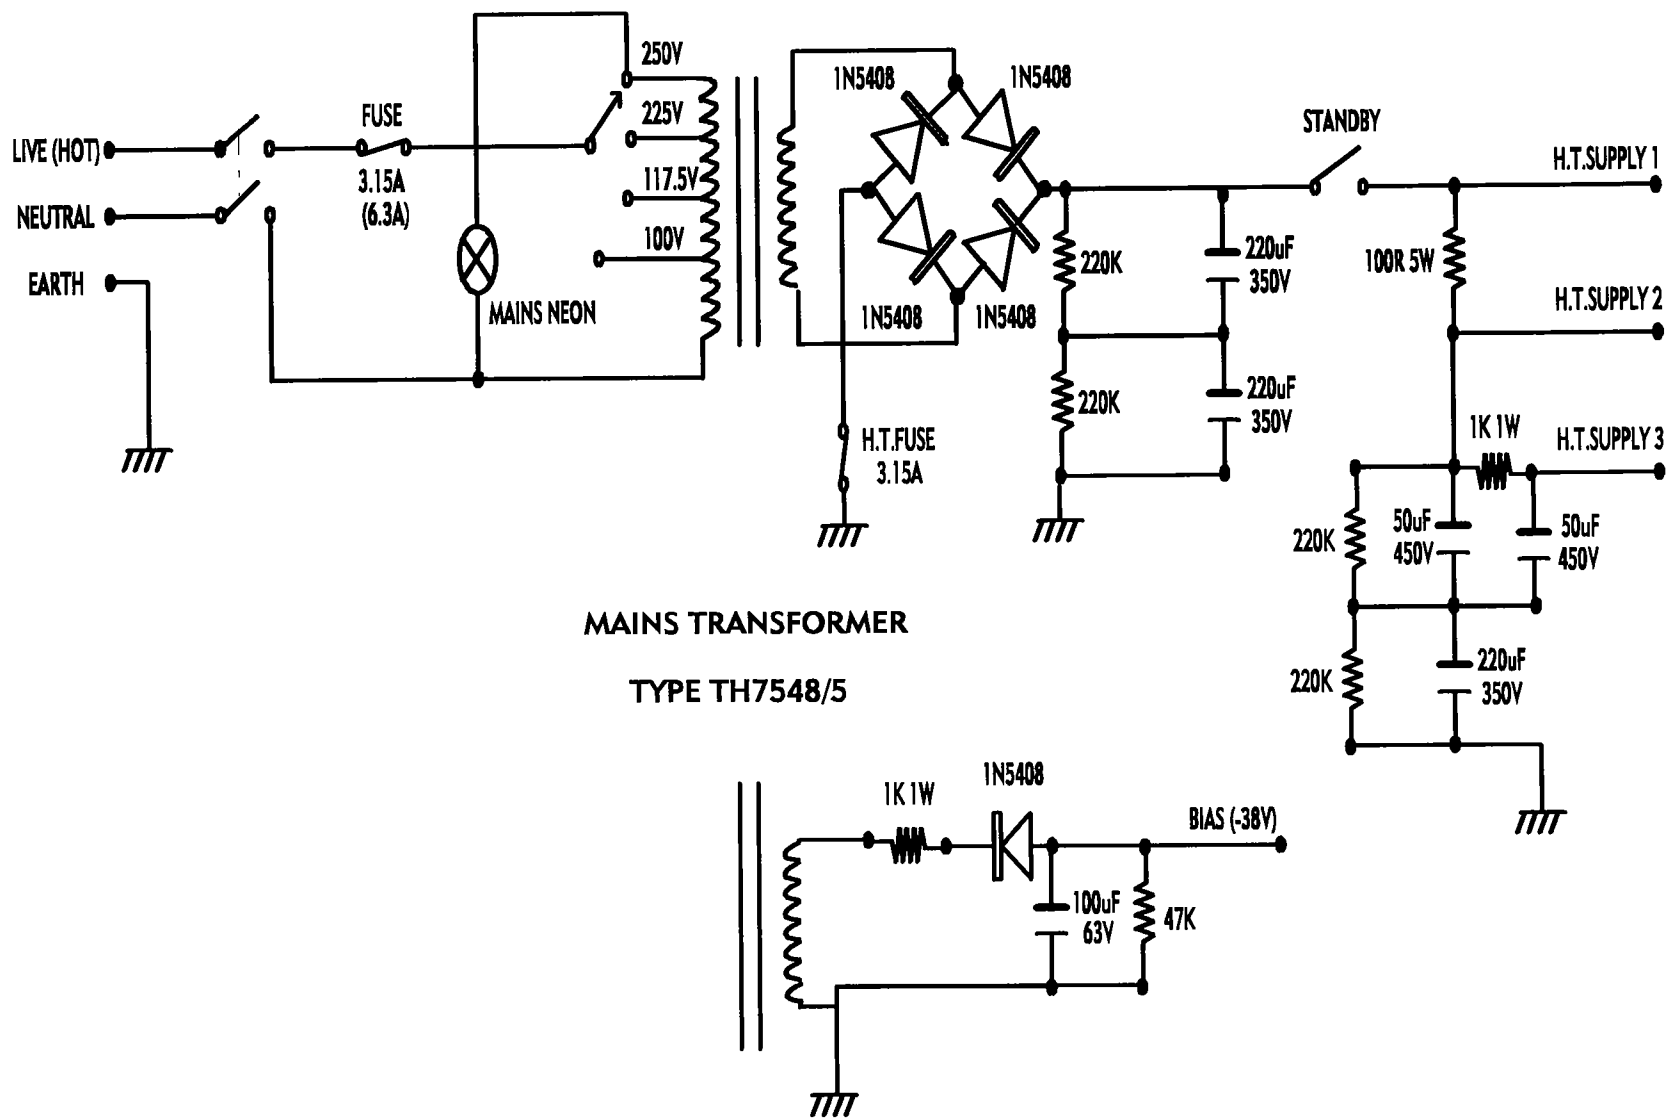 LIVE (HOT)
NEUTRAL
EARTH
FUSE
3.15A
(6.3A)
MAINS NEON
250V
225V
117.5V
100V
1N5408
1N5408
1N5408
1N5408
H.T.FUSE
3.15A
220K
220uF
350V
220K
220uF
350V
STANDBY
H.T.SUPPLY 1
100R 5W
H.T.SUPPLY 2
1K 1W
H.T.SUPPLY 3
220K
50uF
450V
50uF
450V
220K
220uF
350V
MAINS TRANSFORMER
TYPE TH7548/5
1K 1W
1N5408
BIAS (-38V)
100uF
63V
47K